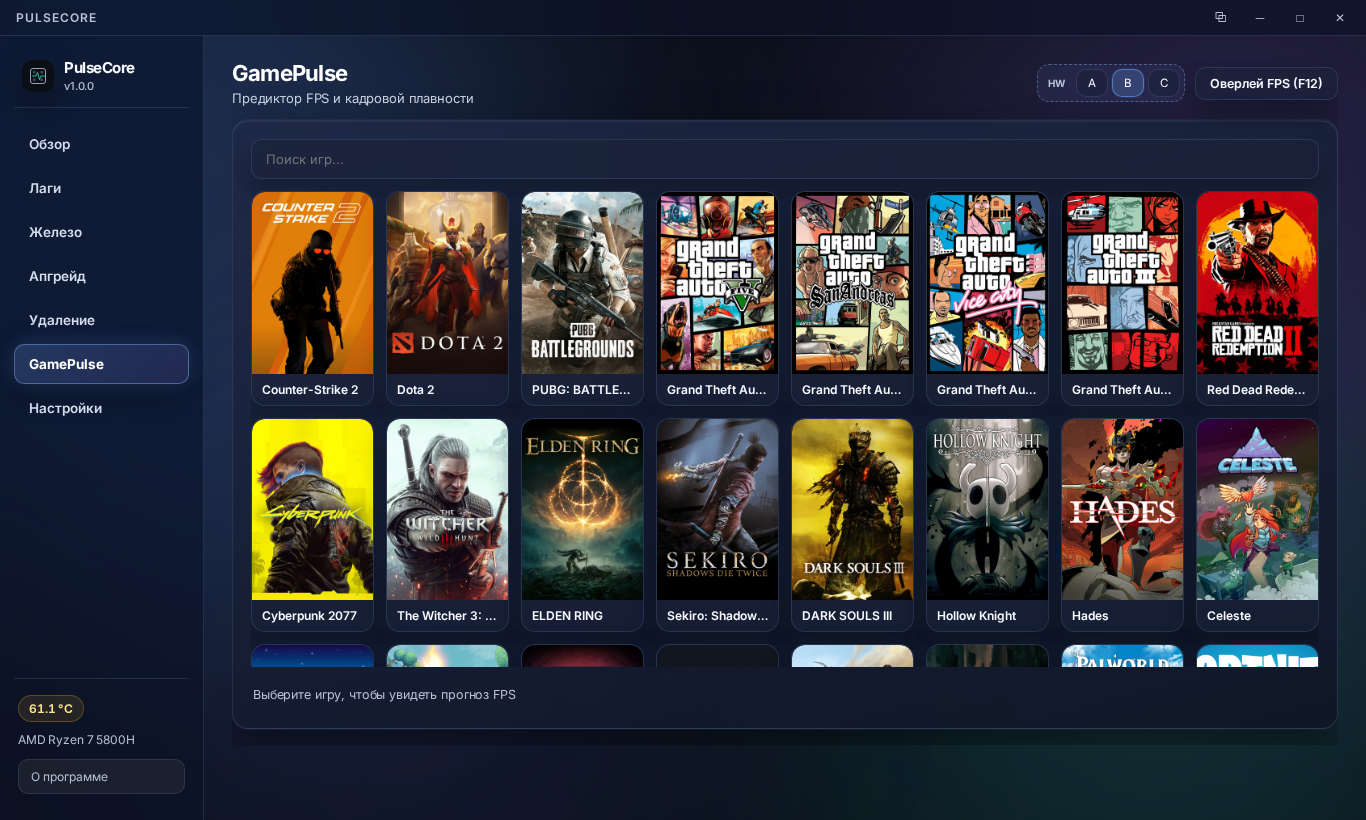 PULSECORE
PulseCore
v1.0.0
Обзор
Лаги
Железо
Апгрейд
Удаление
GamePulse
Настройки
61.1 °C
AMD Ryzen 7 5800H
О программе
GamePulse
Предиктор FPS и кадровой плавности
HW A B C
Оверлей FPS (F12)
Поиск игр...
COUNTER
STRIKE 2
DOTA 2
PUBG
BATTLEGROUNDS
grand
theft
auto
FIVE
V
grand
theft
auto
San Andreas
grand
theft
auto
vice city
grand
theft
auto III
RED DEAD
REDEMPTION II
Counter-Strike 2
Dota 2
PUBG: BATTLE...
Grand Theft Au...
Grand Theft Au...
Grand Theft Au...
Grand Theft Au...
Red Dead Rede...
Cyberpunk
THE
WITCHER
WILD HUNT
ELDEN RING
SEKIRO
SHADOWS DIE TWICE
DARK SOULS III
HOLLOW KNIGHT
HADES
CELESTE
Cyberpunk 2077
The Witcher 3: ...
ELDEN RING
Sekiro: Shadow...
DARK SOULS III
Hollow Knight
Hades
Celeste
PALWORLD
Выберите игру, чтобы увидеть прогноз FPS